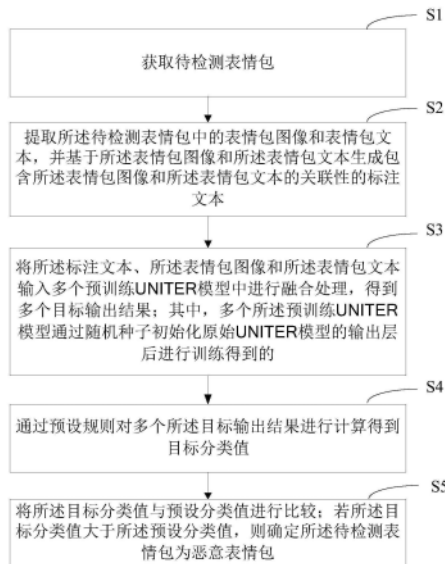 S1
获取待检测表情包
S2
提取所述待检测表情包中的表情包图像和表情包文
本，并基于所述表情包图像和所述表情包文本生成包
含所述表情包图像和所述表情包文本的关联性的标注
文本
S3
将所述标注文本、所述表情包图像和所述表情包文本
输入多个预训练UNITER模型中进行融合处理，得到
多个目标输出结果；其中，多个所述预训练UNITER
模型通过随机种子初始化原始UNITER模型的输出层
后进行训练得到的
S4
通过预设规则对多个所述目标输出结果进行计算得到
目标分类值
S5
将所述目标分类值与预设分类值进行比较；若所述目
标分类值大于所述预设分类值，则确定所述待检测表
情包为恶意表情包